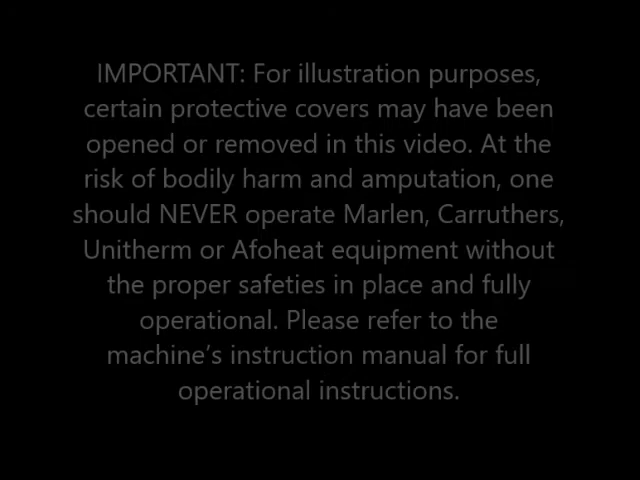 IMPORTANT: For illustration purposes,
certain protective covers may have been
opened or removed in this video. At the
risk of bodily harm and amputation, one
should NEVER operate Marlen, Carruthers,
Unitherm or Afoheat equipment without
the proper safeties in place and fully
operational. Please refer to the
machine’s instruction manual for full
operational instructions.